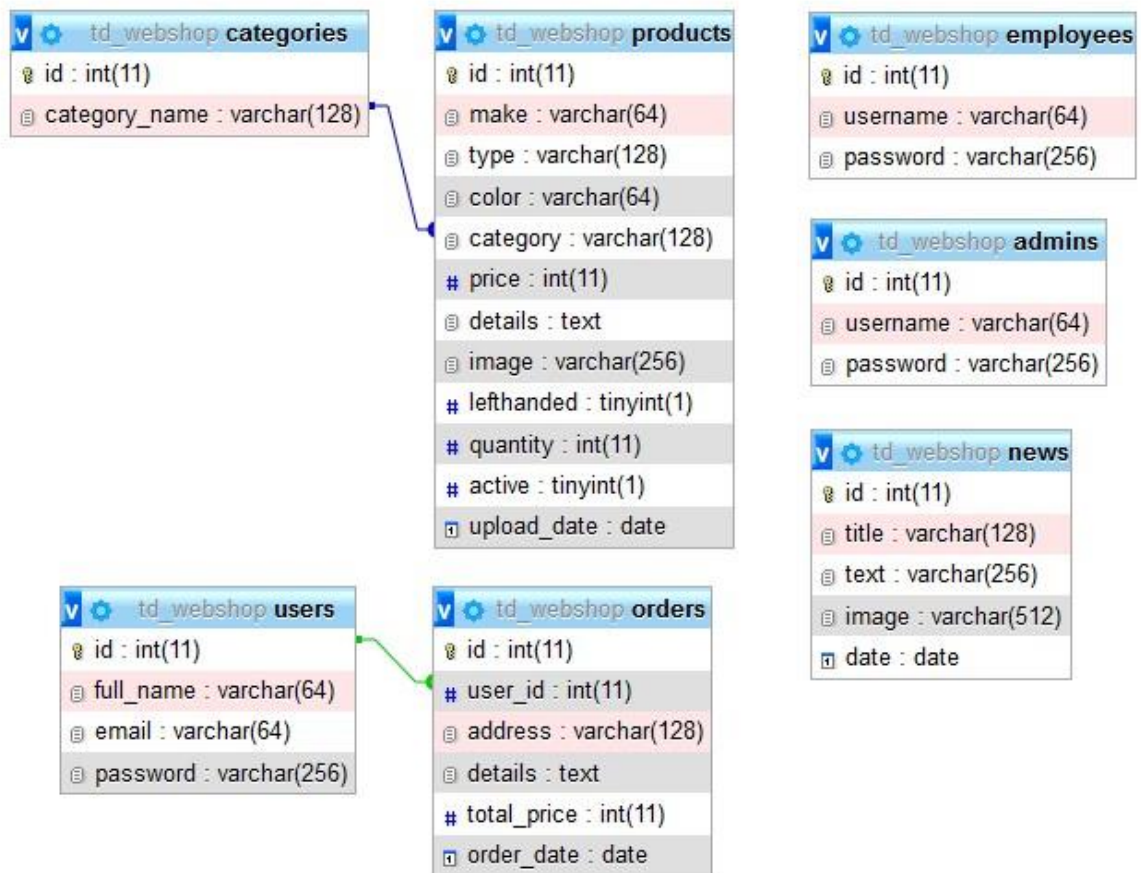 td_webshop categories
id : int(11)
category_name : varchar(128)
td_webshop products
id : int(11)
make : varchar(64)
type : varchar(128)
color : varchar(64)
category : varchar(128)
price : int(11)
details : text
image : varchar(256)
lefthanded : tinyint(1)
quantity : int(11)
active : tinyint(1)
upload_date : date
td_webshop employees
id : int(11)
username : varchar(64)
password : varchar(256)
td_webshop admins
id : int(11)
username : varchar(64)
password : varchar(256)
td_webshop news
id : int(11)
title : varchar(128)
text : varchar(256)
image : varchar(512)
date : date
td_webshop users
id : int(11)
full_name : varchar(64)
email : varchar(64)
password : varchar(256)
td_webshop orders
id : int(11)
user_id : int(11)
address : varchar(128)
details : text
total_price : int(11)
order_date : date